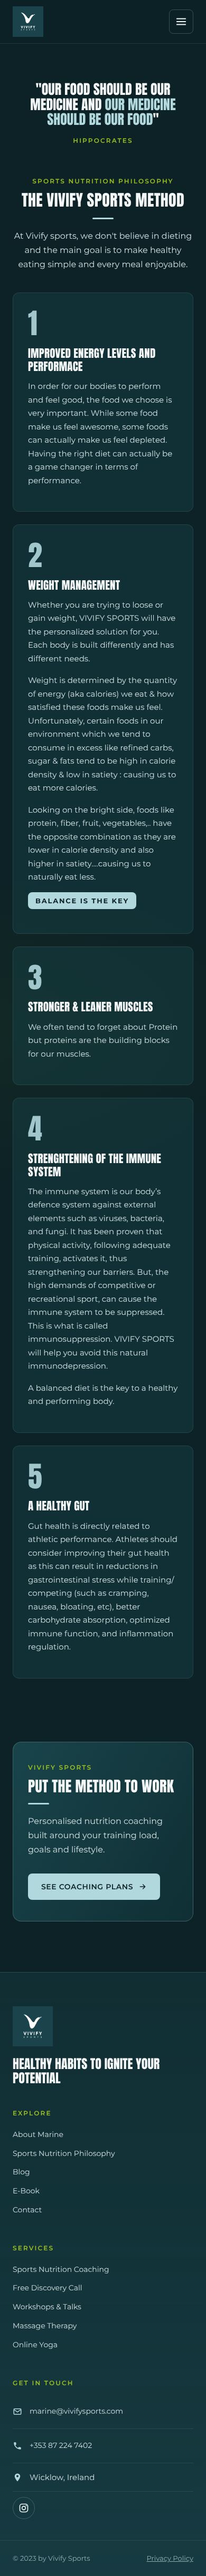 VIVIFY
SPORTS
"OUR FOOD SHOULD BE OUR
MEDICINE AND OUR MEDICINE
SHOULD BE OUR FOOD"
HIPPOCRATES
SPORTS NUTRITION PHILOSOPHY
THE VIVIFY SPORTS METHOD
At Vivify sports, we don't believe in dieting
and the main goal is to make healthy
eating simple and every meal enjoyable.
1
IMPROVED ENERGY LEVELS AND
PERFORMACE
In order for our bodies to perform
and feel good, the food we choose is
very important. While some food
make us feel awesome, some foods
can actually make us feel depleted.
Having the right diet can actually be
a game changer in terms of
performance.
2
WEIGHT MANAGEMENT
Whether you are trying to loose or
gain weight, VIVIFY SPORTS will have
the personalized solution for you.
Each body is built differently and has
different needs.
Weight is determined by the quantity
of energy (aka calories) we eat & how
satisfied these foods make us feel.
Unfortunately, certain foods in our
environment which we tend to
consume in excess like refined carbs,
sugar & fats tend to be high in calorie
density & low in satiety : causing us to
eat more calories.
Looking on the bright side, foods like
protein, fiber, fruit, vegetables,.. have
the opposite combination as they are
lower in calorie density and also
higher in satiety....causing us to
naturally eat less.
BALANCE IS THE KEY
3
STRONGER & LEANER MUSCLES
We often tend to forget about Protein
but proteins are the building blocks
for our muscles.
4
STRENGHTENING OF THE IMMUNE
SYSTEM
The immune system is our body's
defence system against external
elements such as viruses, bacteria,
and fungi. It has been proven that
physical activity, following adequate
training, activates it, thus
strengthening our barriers. But, the
high demands of competitive or
recreational sport, can cause the
immune system to be suppressed.
This is what is called
immunosuppression. VIVIFY SPORTS
will help you avoid this natural
immunodepression.
A balanced diet is the key to a healthy
and performing body.
5
A HEALTHY GUT
Gut health is directly related to
athletic performance. Athletes should
consider improving their gut health
as this can result in reductions in
gastrointestinal stress while training/
competing (such as cramping,
nausea, bloating, etc), better
carbohydrate absorption, optimized
immune function, and inflammation
regulation.
VIVIFY SPORTS
PUT THE METHOD TO WORK
Personalised nutrition coaching
built around your training load,
goals and lifestyle.
SEE COACHING PLANS →
VIVIFY
SPORTS
HEALTHY HABITS TO IGNITE YOUR
POTENTIAL
EXPLORE
About Marine
Sports Nutrition Philosophy
Blog
E-Book
Contact
SERVICES
Sports Nutrition Coaching
Free Discovery Call
Workshops & Talks
Massage Therapy
Online Yoga
GET IN TOUCH
marine@vivifysports.com
+353 87 224 7402
Wicklow, Ireland
© 2023 by Vivify Sports
Privacy Policy